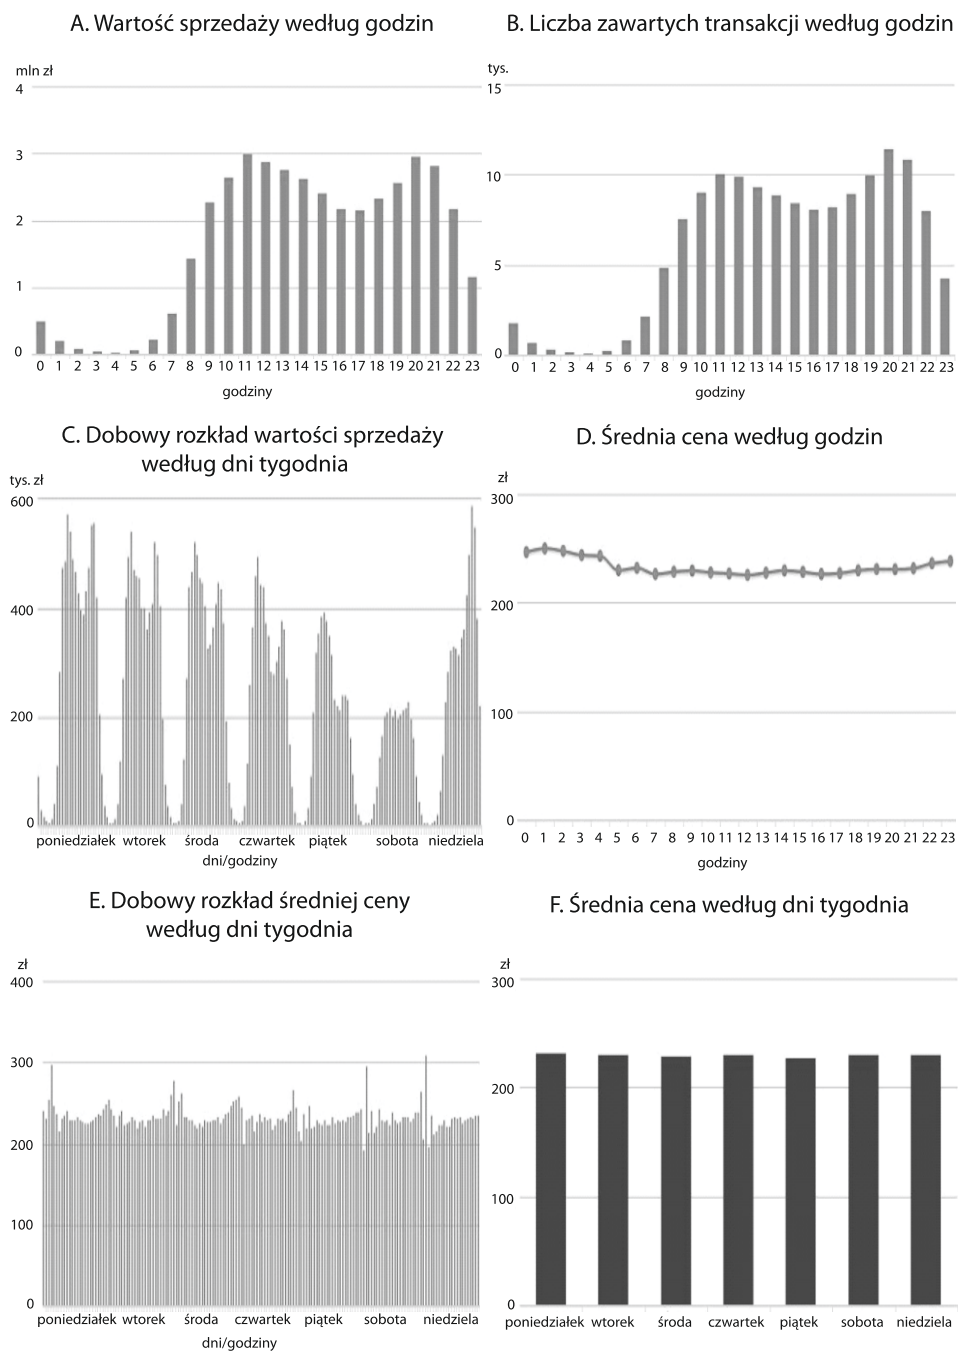 A. Wartość sprzedaży według godzin
mln zł
4
3
2
1
0
0 1 2 3 4 5 6 7 8 9 10 11 12 13 14 15 16 17 18 19 20 21 22 23
godziny
B. Liczba zawartych transakcji według godzin
tys.
15
10
5
0
0 1 2 3 4 5 6 7 8 9 10 11 12 13 14 15 16 17 18 19 20 21 22 23
godziny
C. Dobowy rozkład wartości sprzedaży
według dni tygodnia
tys. zł
600
400
200
0
poniedziałek wtorek środa czwartek piątek sobota niedziela
dni/godziny
D. Średnia cena według godzin
zł
300
200
100
0
0 1 2 3 4 5 6 7 8 9 10 11 12 13 14 15 16 17 18 19 20 21 22 23
godziny
E. Dobowy rozkład średniej ceny
według dni tygodnia
zł
400
300
200
100
0
poniedziałek wtorek środa czwartek piątek sobota niedziela
dni/godziny
F. Średnia cena według dni tygodnia
zł
300
200
100
0
poniedziałek wtorek środa czwartek piątek sobota niedziela